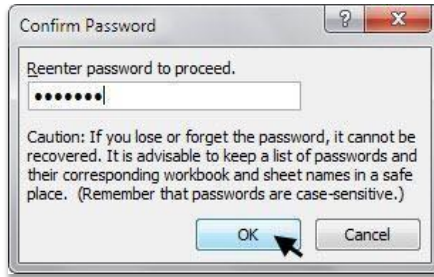 Confirm Password
Reenter password to proceed.
•••••••
Caution: If you lose or forget the password, it cannot be
recovered. It is advisable to keep a list of passwords and
their corresponding workbook and sheet names in a safe
place. (Remember that passwords are case-sensitive.)
OK
Cancel